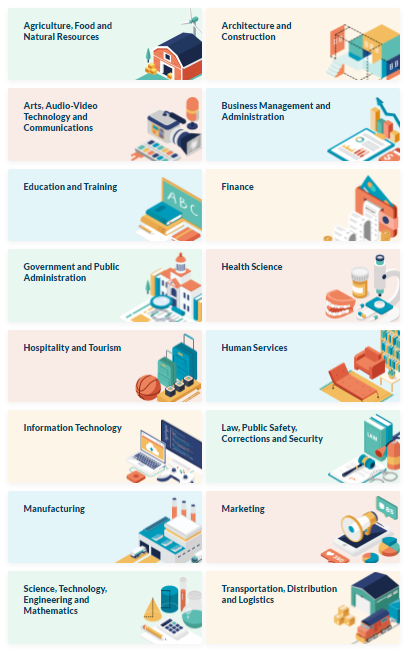 Agriculture, Food and
Natural Resources
Architecture and
Construction
Arts, Audio-Video
Technology and
Communications
Business Management and
Administration
Education and Training
ABC
Finance
Government and Public
Administration
Health Science
Hospitality and Tourism
Human Services
Information Technology
Law, Public Safety,
Corrections and Security
LAW
Manufacturing
Marketing
Science, Technology,
Engineering and
Mathematics
Transportation, Distribution
and Logistics